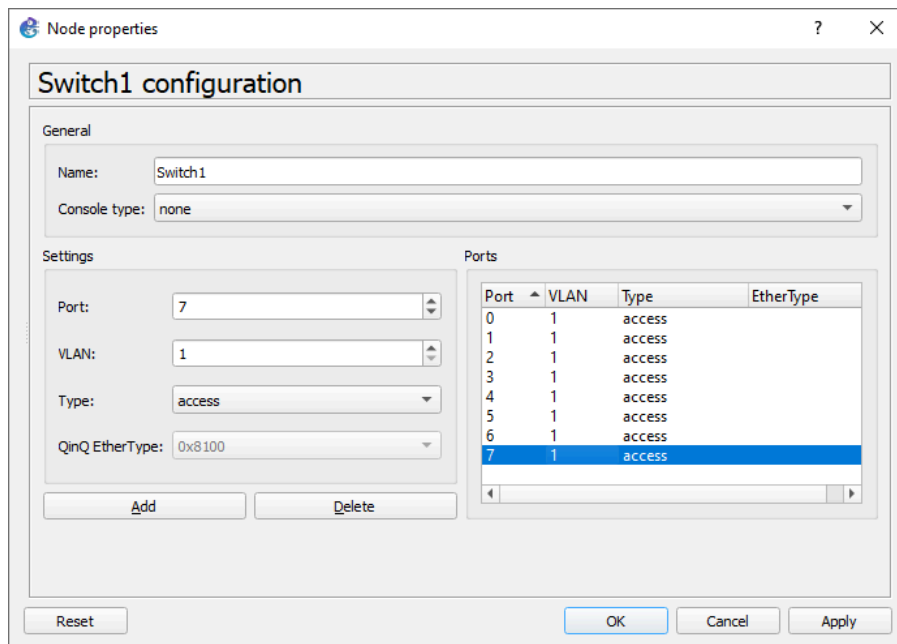 Node properties
?
Switch1 configuration
General
Name: Switch1
Console type: none
Settings
Port: 7
VLAN: 1
Type: access
QinQ EtherType: 0x8100
Add Delete
Ports
Port VLAN Type EtherType
0 1 access
1 1 access
2 1 access
3 1 access
4 1 access
5 1 access
6 1 access
7 1 access
Reset OK Cancel Apply